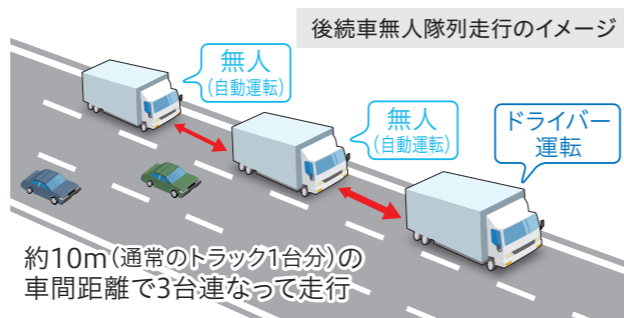 後続車無人隊列走行のイメージ
無人
(自動運転)
無人
(自動運転)
ドライバー
運転
約10m(通常のトラック1台分)の
車間距離で3台連なって走行